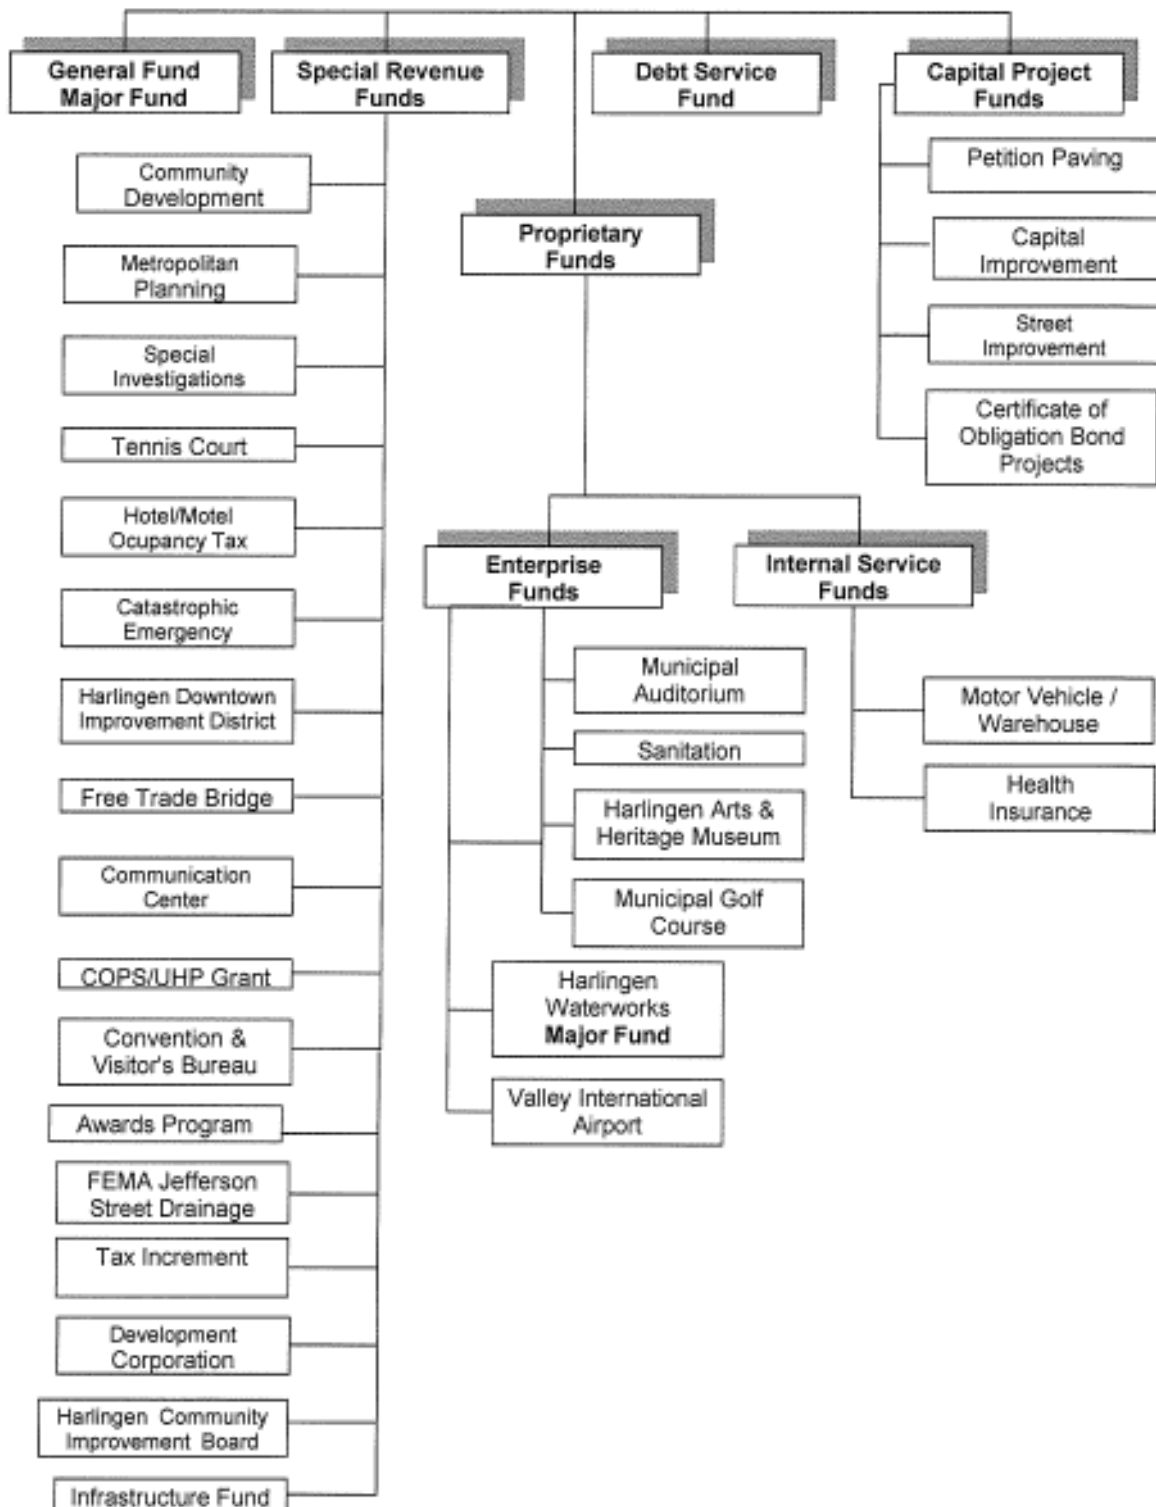 General Fund
Major Fund
Special Revenue
Funds
Debt Service
Fund
Capital Project
Funds
Community
Development
Metropolitan
Planning
Special
Investigations
Tennis Court
Hotel/Motel
Ocupancy Tax
Catastrophic
Emergency
Harlingen Downtown
Improvement District
Free Trade Bridge
Communication
Center
COPS/UHP Grant
Convention &
Visitor's Bureau
Awards Program
FEMA Jefferson
Street Drainage
Tax Increment
Development
Corporation
Harlingen Community
Improvement Board
Infrastructure Fund
Proprietary
Funds
Enterprise
Funds
Municipal
Auditorium
Sanitation
Harlingen Arts &
Heritage Museum
Municipal Golf
Course
Harlingen
Waterworks
Major Fund
Valley International
Airport
Internal Service
Funds
Motor Vehicle /
Warehouse
Health
Insurance
Petition Paving
Capital
Improvement
Street
Improvement
Certificate of
Obligation Bond
Projects